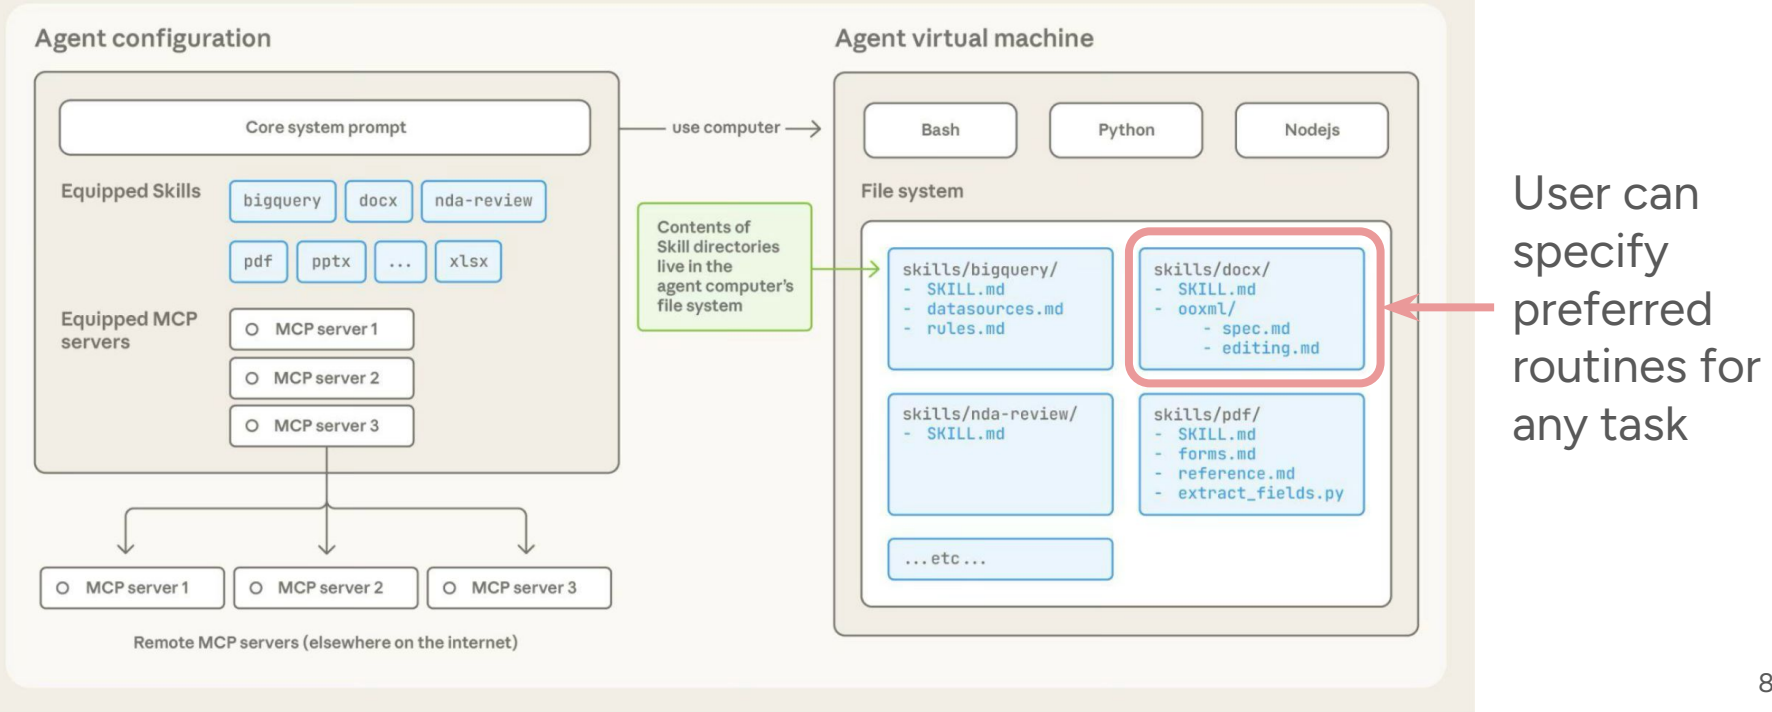 Agent configuration
Core system prompt
Equipped Skills
bigquery
docx
nda-review
pdf
pptx
...
xlsx
Equipped MCP
servers
MCP server 1
MCP server 2
MCP server 3
MCP server 1
MCP server 2
MCP server 3
Remote MCP servers (elsewhere on the internet)
use computer
Contents of
Skill directories
live in the
agent computer's
file system
Agent virtual machine
Bash
Python
Nodejs
File system
skills/bigquery/
- SKILL.md
- datasources.md
- rules.md
skills/docx/
- SKILL.md
- ooxml/
- spec.md
- editing.md
skills/nda-review/
- SKILL.md
skills/pdf/
- SKILL.md
- forms.md
- reference.md
- extract_fields.py
...etc...
User can
specify
preferred
routines for
any task
8